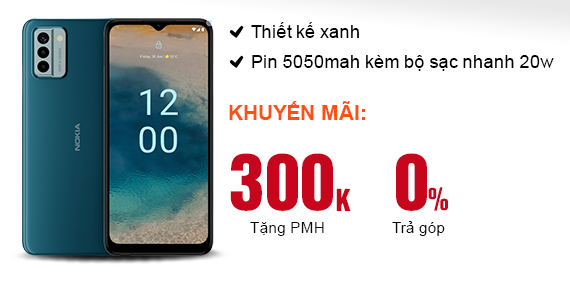 Thiết kế xanh
Pin 5050mah kèm bộ sạc nhanh 20w
KHUYẾN MÃI:
300K
0%
Tặng PMH
Trả góp
12
00
NOKIA